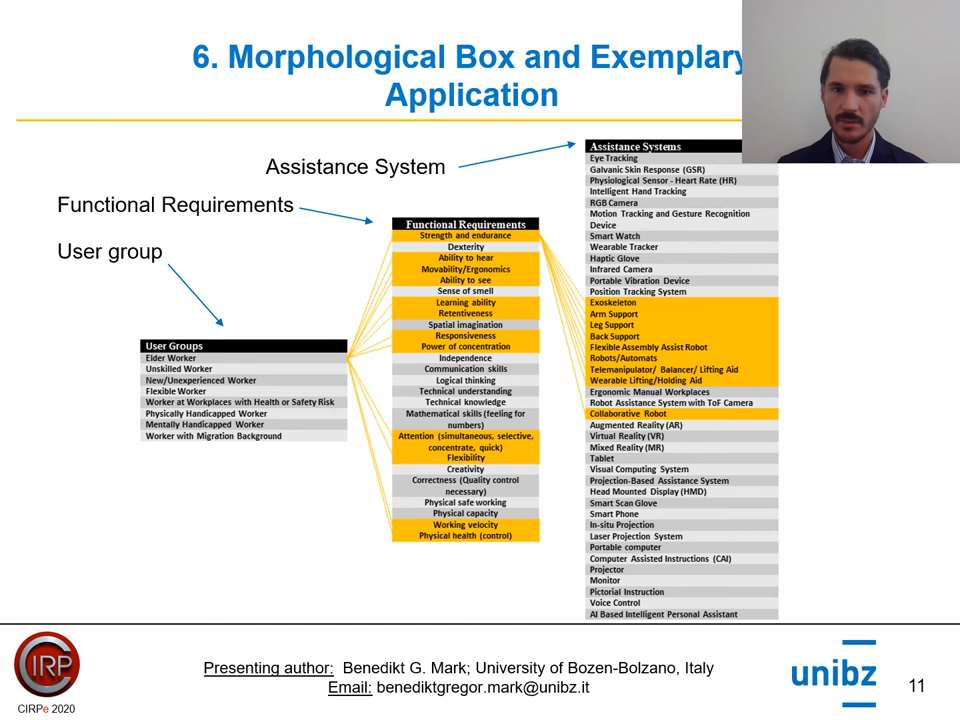 6. Morphological Box and Exemplary
Application
Assistance System
Functional Requirements
User group
User Groups
Elder Worker
Unskilled Worker
New/Unexperienced Worker
Flexible Worker
Worker at Workplaces with Health or Safety Risk
Physically Handicapped Worker
Mentally Handicapped Worker
Worker with Migration Background
Functional Requirements
Strength and endurance
Dexterity
Ability to hear
Movability/Ergonomics
Ability to see
Sense of smell
Learning ability
Retentiveness
Spatial imagination
Responsiveness
Power of concentration
Independence
Communication skills
Logical thinking
Technical understanding
Technical knowledge
Mathematical skills (feeling for
numbers)
Attention (simultaneous, selective,
concentrate, quick)
Flexibility
Creativity
Correctness (Quality control
necessary)
Physical safe working
Physical capacity
Working velocity
Physical health (control)
Assistance Systems
Eye Tracking
Galvanic Skin Response (GSR)
Physiological Sensor - Heart Rate (HR)
Intelligent Hand Tracking
RGB Camera
Motion Tracking and Gesture Recognition
Device
Smart Watch
Wearable Tracker
Haptic Glove
Infrared Camera
Portable Vibration Device
Position Tracking System
Exoskeleton
Arm Support
Leg Support
Back Support
Flexible Assembly Assist Robot
Robots/Automats
Telemanipulator/ Balancer/ Lifting Aid
Wearable Lifting/Holding Aid
Ergonomic Manual Workplaces
Robot Assistance System with ToF Camera
Collaborative Robot
Augmented Reality (AR)
Virtual Reality (VR)
Mixed Reality (MR)
Tablet
Visual Computing System
Projection-Based Assistance System
Head Mounted Display (HMD)
Smart Scan Glove
Smart Phone
In-situ Projection
Laser Projection System
Portable computer
Computer Assisted Instructions (CAI)
Projector
Monitor
Pictorial Instruction
Voice Control
AI Based Intelligent Personal Assistant
CIRP
CIRPe 2020
Presenting author: Benedikt G. Mark; University of Bozen-Bolzano, Italy
Email: benediktgregor.mark@unibz.it
unibz
11